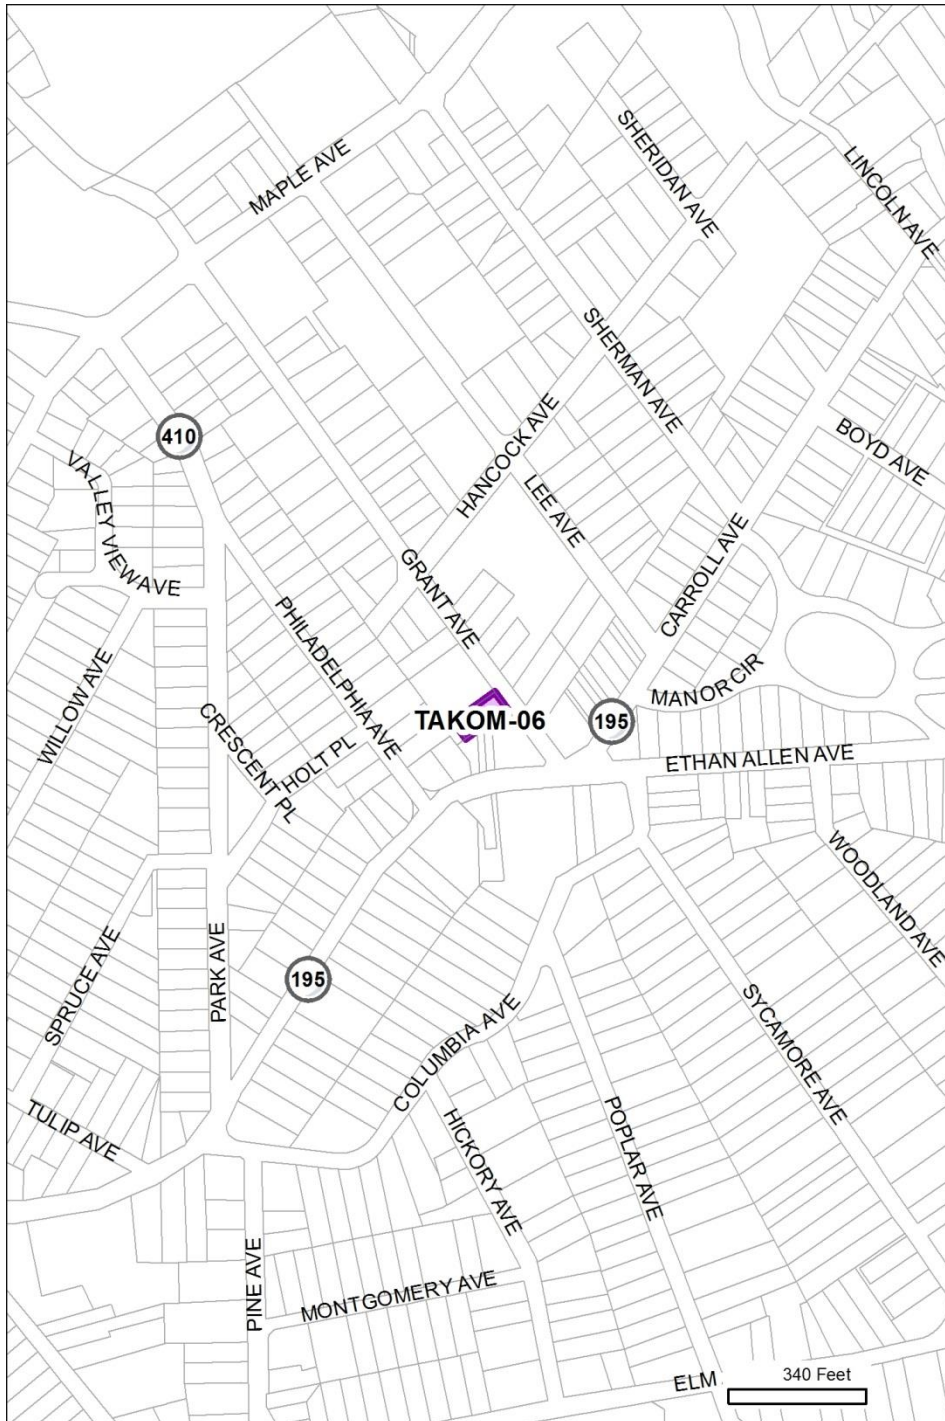 MAPLE AVE
SHERIDAN AVE
LINCOLN AVE
SHERMAN AVE
410
HANCOCK AVE
BOYD AVE
VALLEY VIEW AVE
LEE AVE
CARROLL AVE
GRANT AVE
PHILADELPHIA AVE
WILLOW AVE
MANOR CIR
CRESCENT PL
TAKOM-06
195
HOLT PL
ETHAN ALLEN AVE
WOODLAND AVE
SPRUCE AVE
PARK AVE
195
SYCAMORE AVE
COLUMBIA AVE
TULIP AVE
HICKORY AVE
POPLAR AVE
PINE AVE
MONTGOMERY AVE
340 Feet
ELM